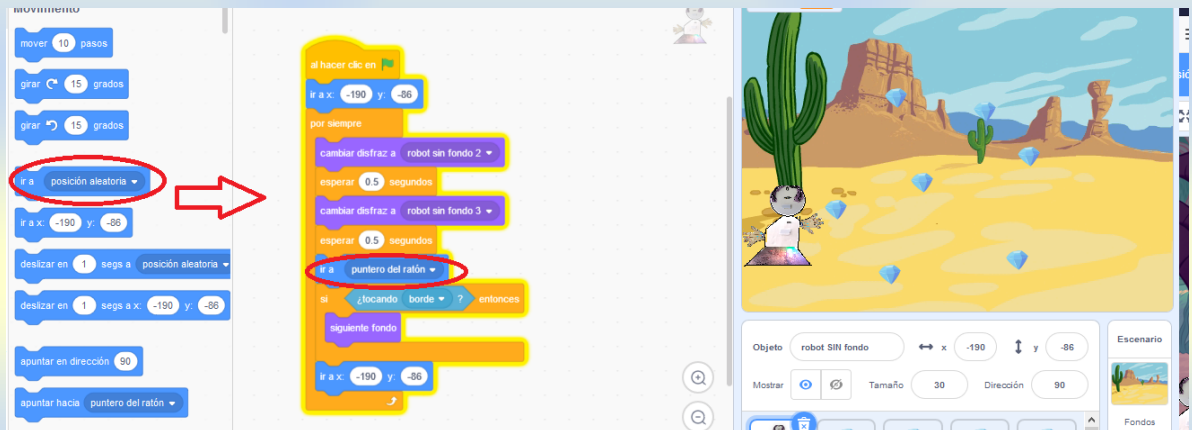 Movimiento
mover 10 pasos
girar 15 grados
girar 15 grados
ir a posición aleatoria
ir a x: -190 y: -86
deslizar en 1 segs a posición aleatoria
deslizar en 1 segs a x: -190 y: -86
apuntar en dirección 90
apuntar hacia puntero del ratón
al hacer clic en
ir a x: -190 y: -86
por siempre
cambiar disfraz a robot sin fondo 2
esperar 0.5 segundos
cambiar disfraz a robot sin fondo 3
esperar 0.5 segundos
ir a puntero del ratón
si ¿tocando borde ? entonces
siguiente fondo
ir a x: -190 y: -86
Objeto robot SIN fondo x -190 y -86
Mostrar Tamaño 30 Dirección 90
Escenario
Fondos